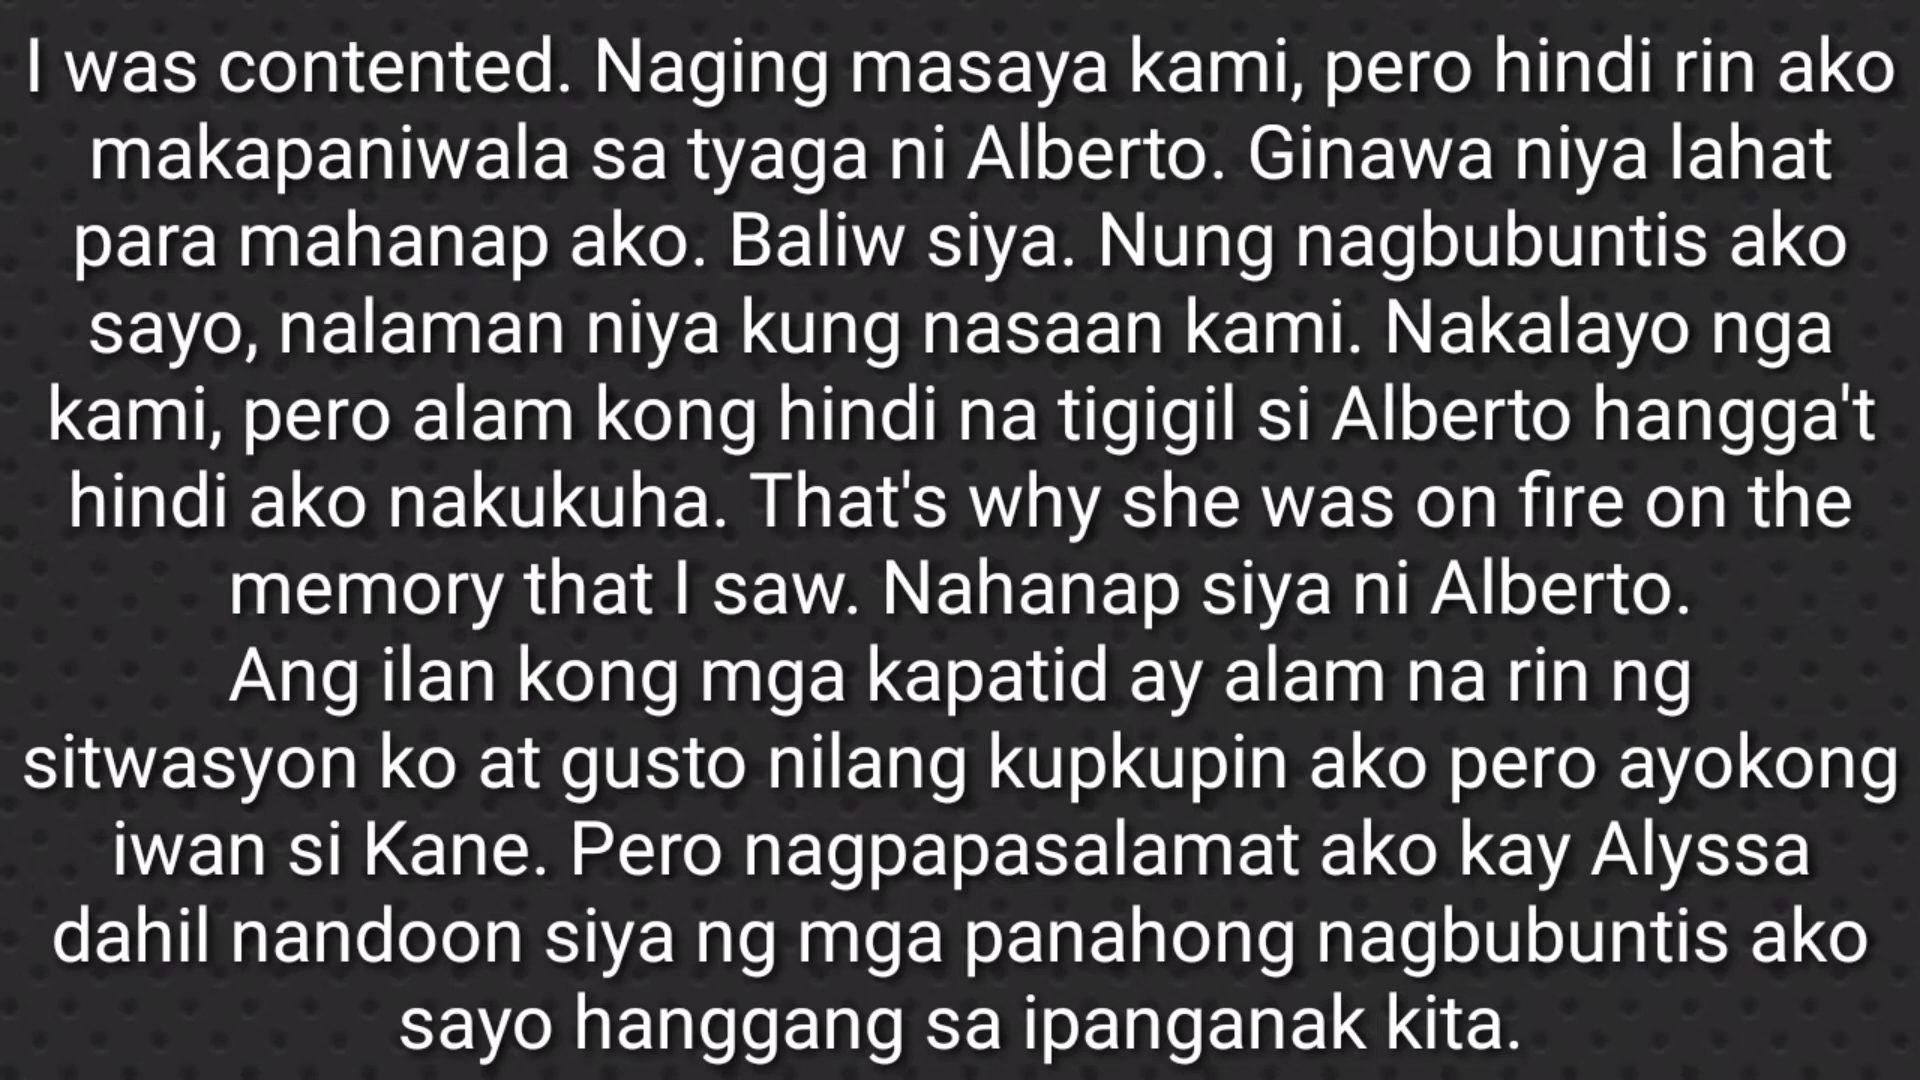 I was contented. Naging masaya kami, pero hindi rin ako
makapaniwala sa tyaga ni Alberto. Ginawa niya lahat
para mahanap ako. Baliw siya. Nung nagbubuntis ako
sayo, nalaman niya kung nasaan kami. Nakalayo nga
kami, pero alam kong hindi na tigigil si Alberto hangga't
hindi ako nakukuha. That's why she was on fire on the
memory that I saw. Nahanap siya ni Alberto.
Ang ilan kong mga kapatid ay alam na rin ng
sitwasyon ko at gusto nilang kupkupin ako pero ayokong
iwan si Kane. Pero nagpapasalamat ako kay Alyssa
dahil nandoon siya ng mga panahong nagbubuntis ako
sayo hanggang sa ipanganak kita.